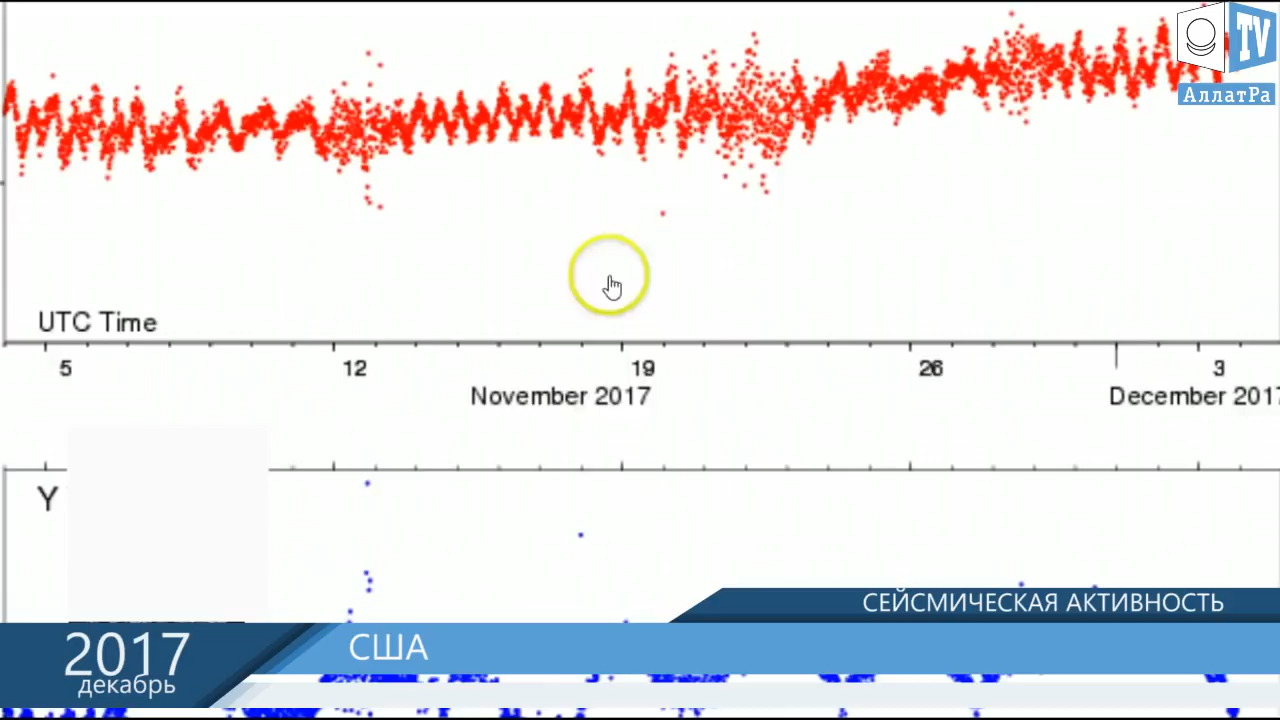 TV
АллатРа
UTC Time
5 12 19 26 3
November 2017 December 2017
Y
СЕЙСМИЧЕСКАЯ АКТИВНОСТЬ
2017 США
декабрь